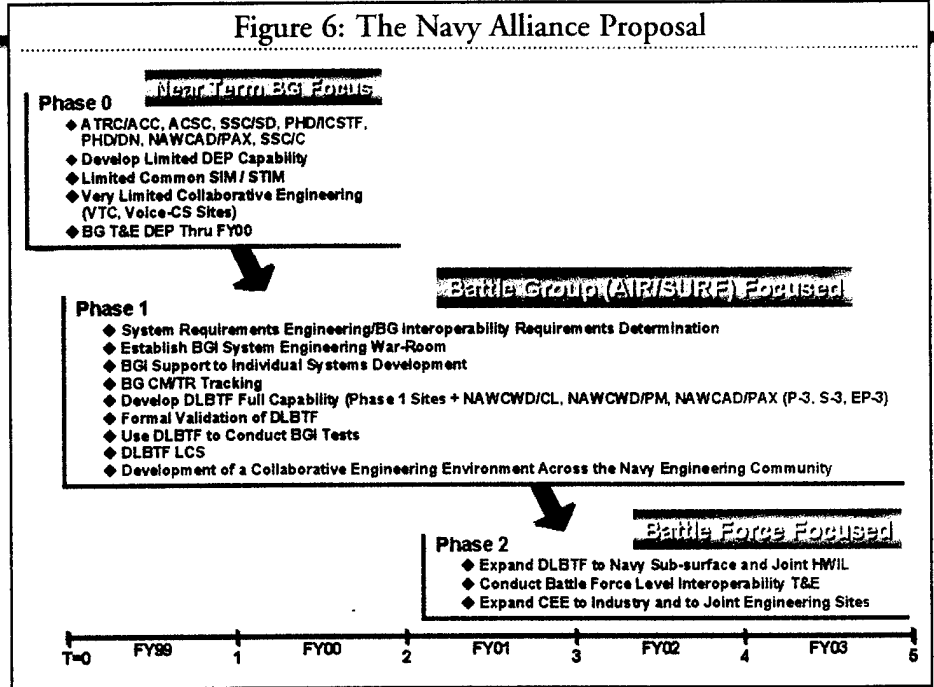 Figure 6: The Navy Alliance Proposal
Near Term BG Focus
Phase 0
◆ ATRC/ACC, ACSC, SSC/SD, PHD/ICSTF,
PHD/DN, NAWCAD/PAX, SSC/C
◆ Develop Limited DEP Capability
◆ Limited Common SIM / STIM
◆ Very Limited Collaborative Engineering
(VTC, Voice-CS Sites)
◆ BG T&E DEP Thru FY00
Battle Group (AIR/SURF) Focused
Phase 1
◆ System Requirements Engineering/BG Interoperability Requirements Determination
◆ Establish BGI System Engineering War-Room
◆ BGI Support to Individual Systems Development
◆ BG CM/TR Tracking
◆ Develop DLBTF Full Capability (Phase 1 Sites + NAWCWD/CL, NAWCWD/PM, NAWCAD/PAX (P-3, S-3, EP-3)
◆ Formal Validation of DLBTF
◆ Use DLBTF to Conduct BGI Tests
◆ DLBTF LCS
◆ Development of a Collaborative Engineering Environment Across the Navy Engineering Community
Battle Force Focused
Phase 2
◆ Expand DLBTF to Navy Sub-surface and Joint HWIL
◆ Conduct Battle Force Level Interoperability T&E
◆ Expand CEE to Industry and to Joint Engineering Sites
T=0 FY99 1 FY00 2 FY01 3 FY02 4 FY03 5